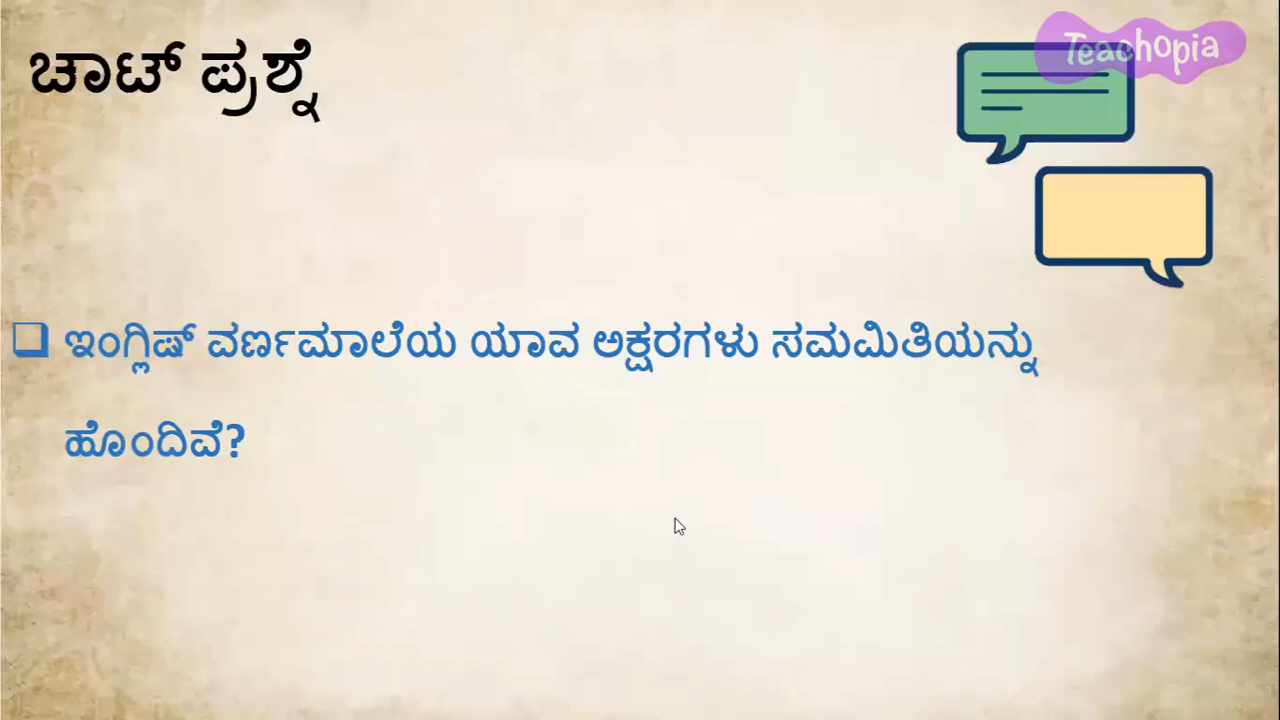 ಚಾಟ್ ಪ್ರಶ್ನೆ
Teachopia
ಇಂಗ್ಲಿಷ್ ವರ್ಣಮಾಲೆಯ ಯಾವ ಅಕ್ಷರಗಳು ಸಮಮಿತಿಯನ್ನು
ಹೊಂದಿವೆ?